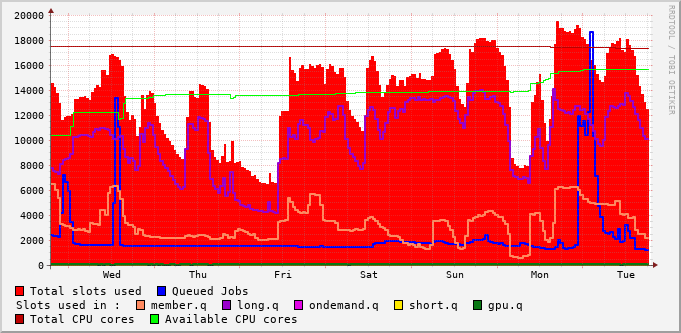 20000
18000
16000
14000
12000
10000
8000
6000
4000
2000
0
Wed Thu Fri Sat Sun Mon Tue
RRDTOOL / TOBI OETIKER
Total slots used Queued Jobs
Slots used in : member.q long.q ondemand.q short.q gpu.q
Total CPU cores Available CPU cores